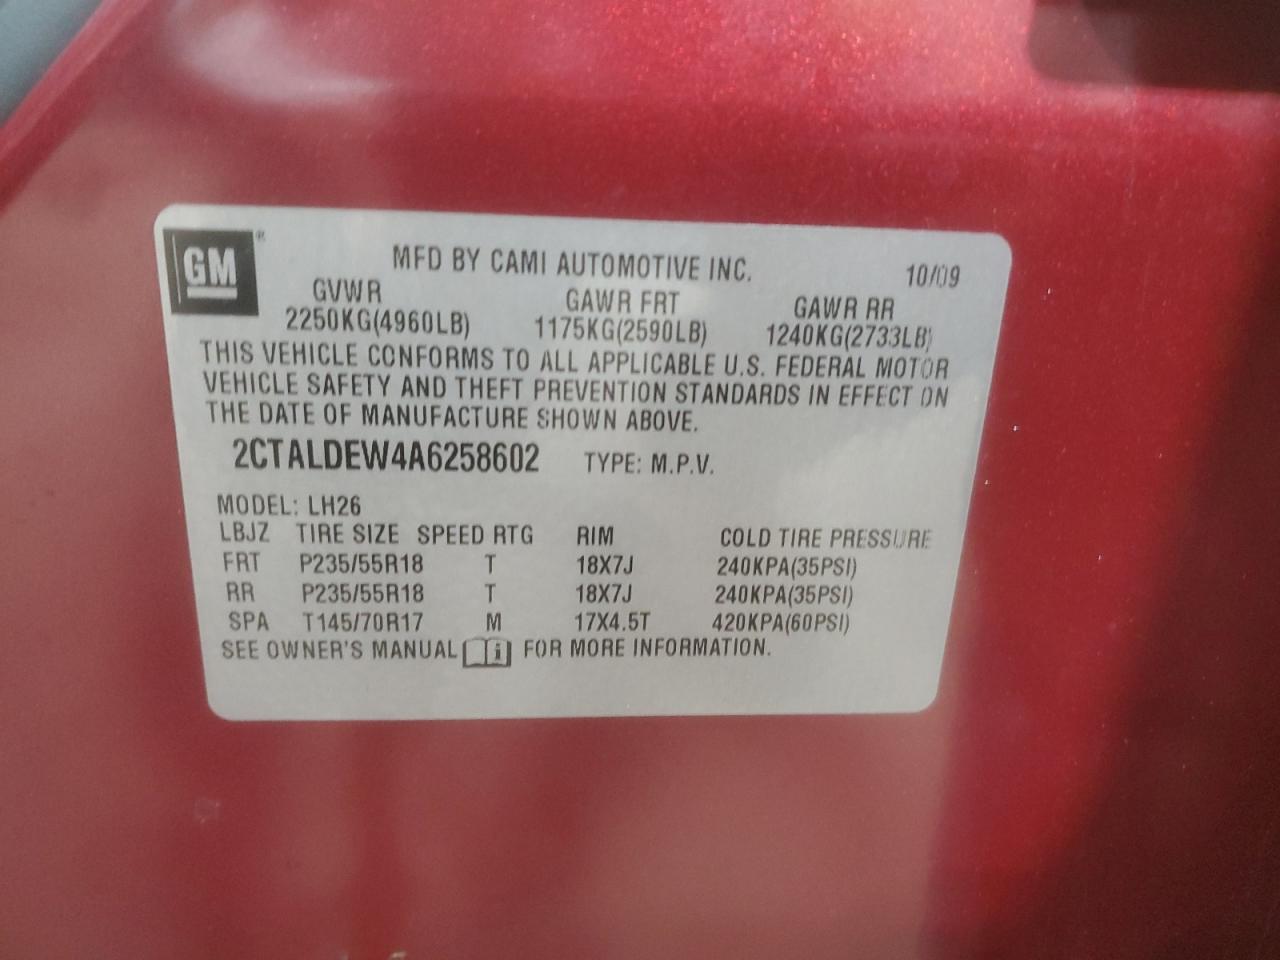 GM®
MFD BY CAMI AUTOMOTIVE INC. 10/09
GVWR GAWR FRT GAWR RR
2250KG(4960LB) 1175KG(2590LB) 1240KG(2733LB)
THIS VEHICLE CONFORMS TO ALL APPLICABLE U.S. FEDERAL MOTOR
VEHICLE SAFETY AND THEFT PREVENTION STANDARDS IN EFFECT ON
THE DATE OF MANUFACTURE SHOWN ABOVE.
2CTALDEW4A6258602 TYPE: M.P.V.
MODEL: LH26
LBJZ TIRE SIZE SPEED RTG RIM COLD TIRE PRESSURE
FRT P235/55R18 T 18X7J 240KPA(35PSI)
RR P235/55R18 T 18X7J 240KPA(35PSI)
SPA T145/70R17 M 17X4.5T 420KPA(60PSI)
SEE OWNER'S MANUAL i FOR MORE INFORMATION.